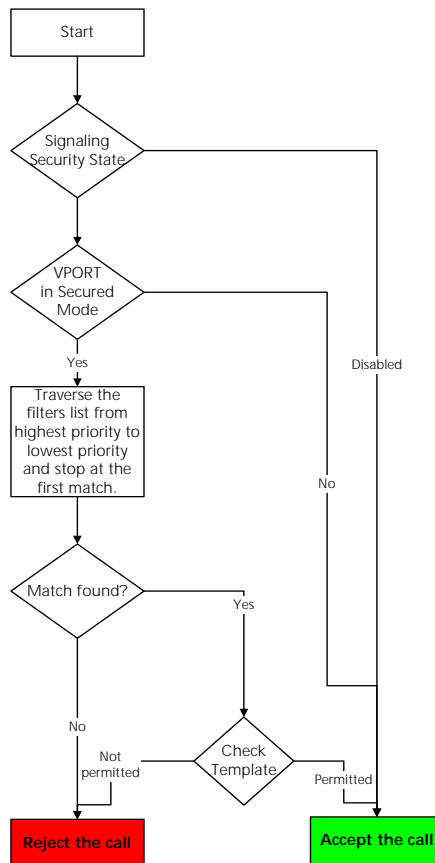 Start
Signaling
Security State
VPORT
in Secured
Mode
Yes
Disabled
Traverse the
filters list from
highest priority to
lowest priority
and stop at the
first match.
No
Match found?
Yes
No
Not
permitted
Check
Template
Permitted
Reject the call
Accept the call